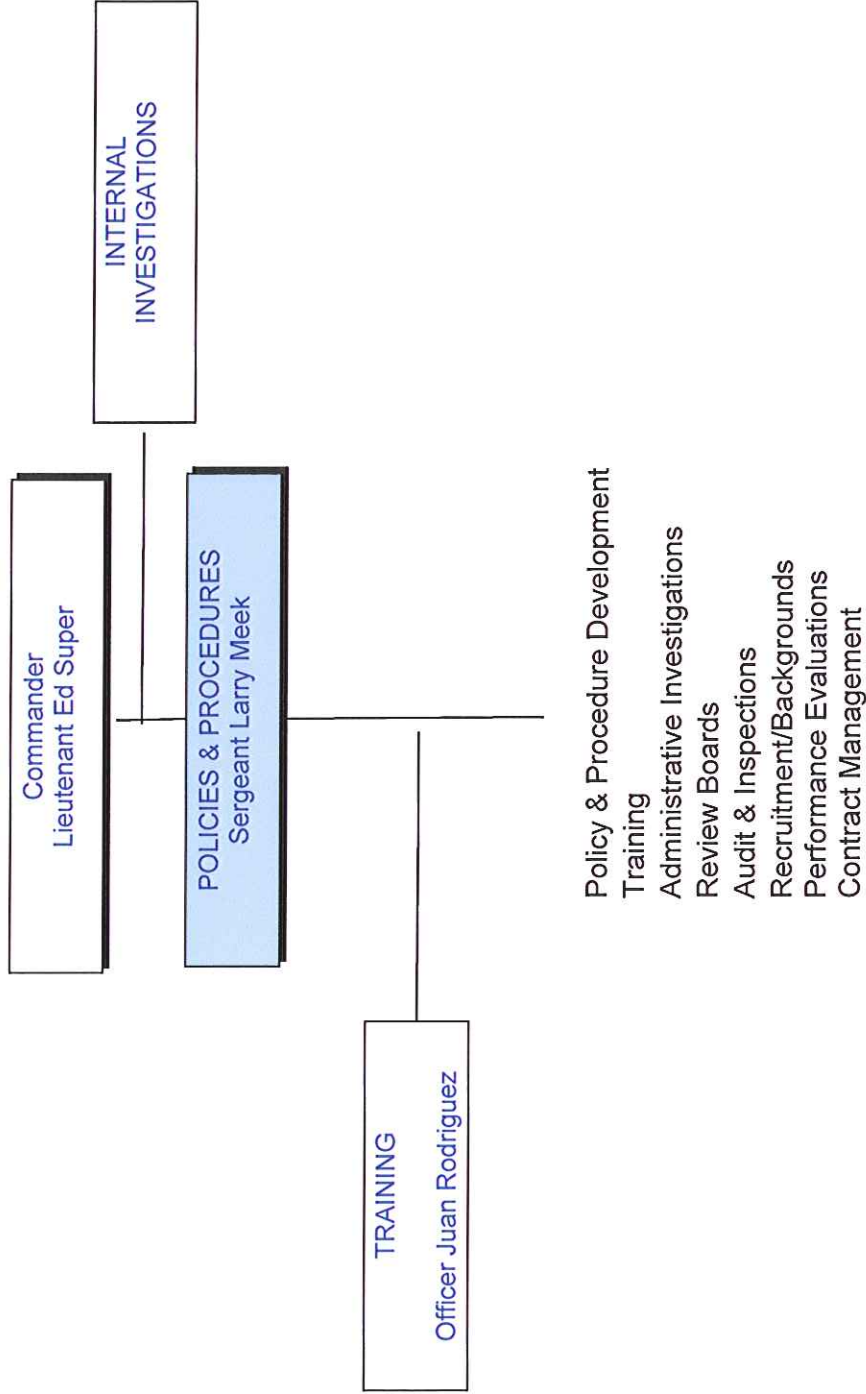 Commander
Lieutenant Ed Super
INTERNAL
INVESTIGATIONS
POLICIES & PROCEDURES
Sergeant Larry Meek
TRAINING
Officer Juan Rodriguez
Policy & Procedure Development
Training
Administrative Investigations
Review Boards
Audit & Inspections
Recruitment/Backgrounds
Performance Evaluations
Contract Management